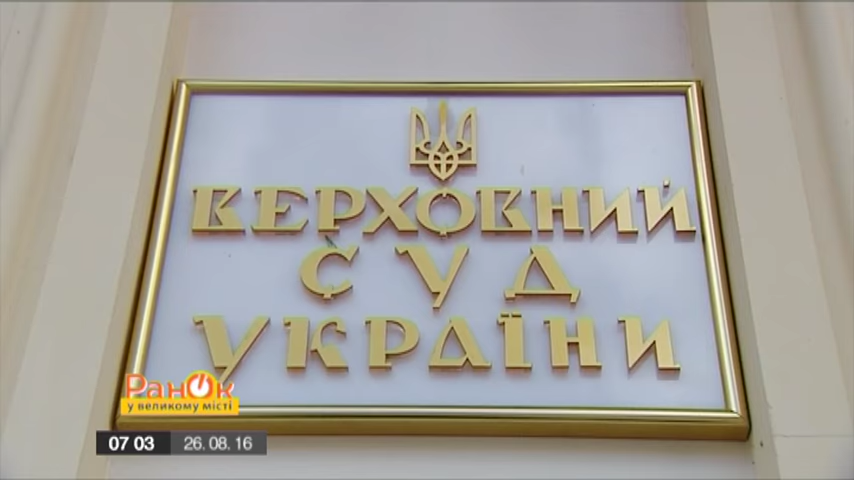 ВЕРХОВНИЙ
СУД
УКРАЇНИ
Ранок
у великому місті
07 03 26. 08. 16